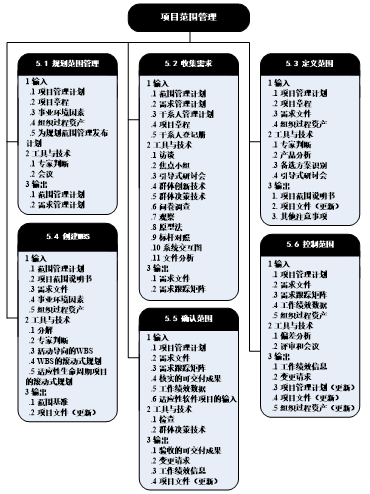 项目范围管理
5.1 规划范围管理
1 输入
.1 项目管理计划
.2 项目章程
.3 事业环境因素
.4 组织过程资产
.5 为规划范围管理发布
计划
2 工具与技术
.1 专家判断
.2 会议
3 输出
.1 范围管理计划
.2 需求管理计划
5.2 收集需求
1 输入
.1 范围管理计划
.2 需求管理计划
.3 干系人管理计划
.4 项目章程
.5 干系人登记册
2 工具与技术
.1 访谈
.2 焦点小组
.3 引导式研讨会
.4 群体创新技术
.5 群体决策技术
.6 问卷调查
.7 观察
.8 原型法
.9 标杆对照
.10 系统交互图
.11 文件分析
3 输出
.1 需求文件
.2 需求跟踪矩阵
5.3 定义范围
1 输入
.1 项目管理计划
.2 项目章程
.3 需求文件
.4 组织过程资产
2 工具与技术
.1 专家判断
.2 产品分析
.3 备选方案识别
.4 引导式研讨会
3 输出
1. 项目范围说明书
2. 项目文件（更新）
3. 其他注意事项
5.4 创建WBS
1 输入
.1 范围管理计划
.2 项目范围说明书
.3 需求文件
.4 事业环境因素
.5 组织过程资产
2 工具与技术
.1 分解
.2 专家判断
.3 活动导向的WBS
.4 WBS的滚动式规划
.5 适应性生命周期项目
的滚动式规划
3 输出
.1 范围基准
.2 项目文件（更新）
5.5 确认范围
1 输入
.1 项目管理计划
.2 需求文件
.3 需求跟踪矩阵
.4 核实的可交付成果
.5 工作绩效数据
.6 适应性软件项目的输入
2 工具与技术
.1 检查
.2 群体决策技术
3 输出
.1 验收的可交付成果
.2 变更请求
.3 工作绩效信息
.4 项目文件（更新）
5.6 控制范围
1 输入
.1 项目管理计划
.2 需求文件
.3 需求跟踪矩阵
.4 工作绩效数据
.5 组织过程资产
2 工具与技术
.1 偏差分析
.2 评审和会议
3 输出
.1 工作绩效信息
.2 变更请求
.3 项目管理计划（更新）
.4 项目文件（更新）
.5 组织过程资产（更新）